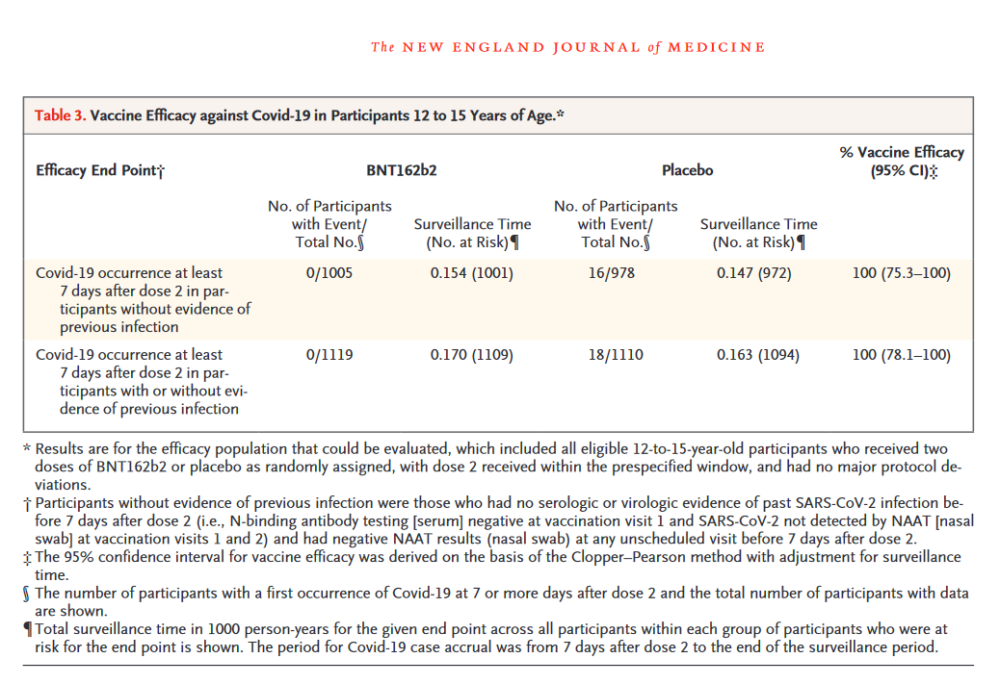 The NEW ENGLAND JOURNAL of MEDICINE
Table 3. Vaccine Efficacy against Covid-19 in Participants 12 to 15 Years of Age.*
Efficacy End Point† BNT162b2 Placebo % Vaccine Efficacy (95% CI)‡
No. of Participants with Event/ Total No.§ Surveillance Time (No. at Risk)¶ No. of Participants with Event/ Total No.§ Surveillance Time (No. at Risk)¶
Covid-19 occurrence at least 0/1005 0.154 (1001) 16/978 0.147 (972) 100 (75.3–100)
7 days after dose 2 in par-
ticipants without evidence of
previous infection
Covid-19 occurrence at least 0/1119 0.170 (1109) 18/1110 0.163 (1094) 100 (78.1–100)
7 days after dose 2 in par-
ticipants with or without evi-
dence of previous infection
* Results are for the efficacy population that could be evaluated, which included all eligible 12-to-15-year-old participants who received two
doses of BNT162b2 or placebo as randomly assigned, with dose 2 received within the prespecified window, and had no major protocol de-
viations.
† Participants without evidence of previous infection were those who had no serologic or virologic evidence of past SARS-CoV-2 infection be-
fore 7 days after dose 2 (i.e., N-binding antibody testing [serum] negative at vaccination visit 1 and SARS-CoV-2 not detected by NAAT [nasal
swab] at vaccination visits 1 and 2) and had negative NAAT results (nasal swab) at any unscheduled visit before 7 days after dose 2.
‡ The 95% confidence interval for vaccine efficacy was derived on the basis of the Clopper–Pearson method with adjustment for surveillance
time.
§ The number of participants with a first occurrence of Covid-19 at 7 or more days after dose 2 and the total number of participants with data
are shown.
¶ Total surveillance time in 1000 person-years for the given end point across all participants within each group of participants who were at
risk for the end point is shown. The period for Covid-19 case accrual was from 7 days after dose 2 to the end of the surveillance period.